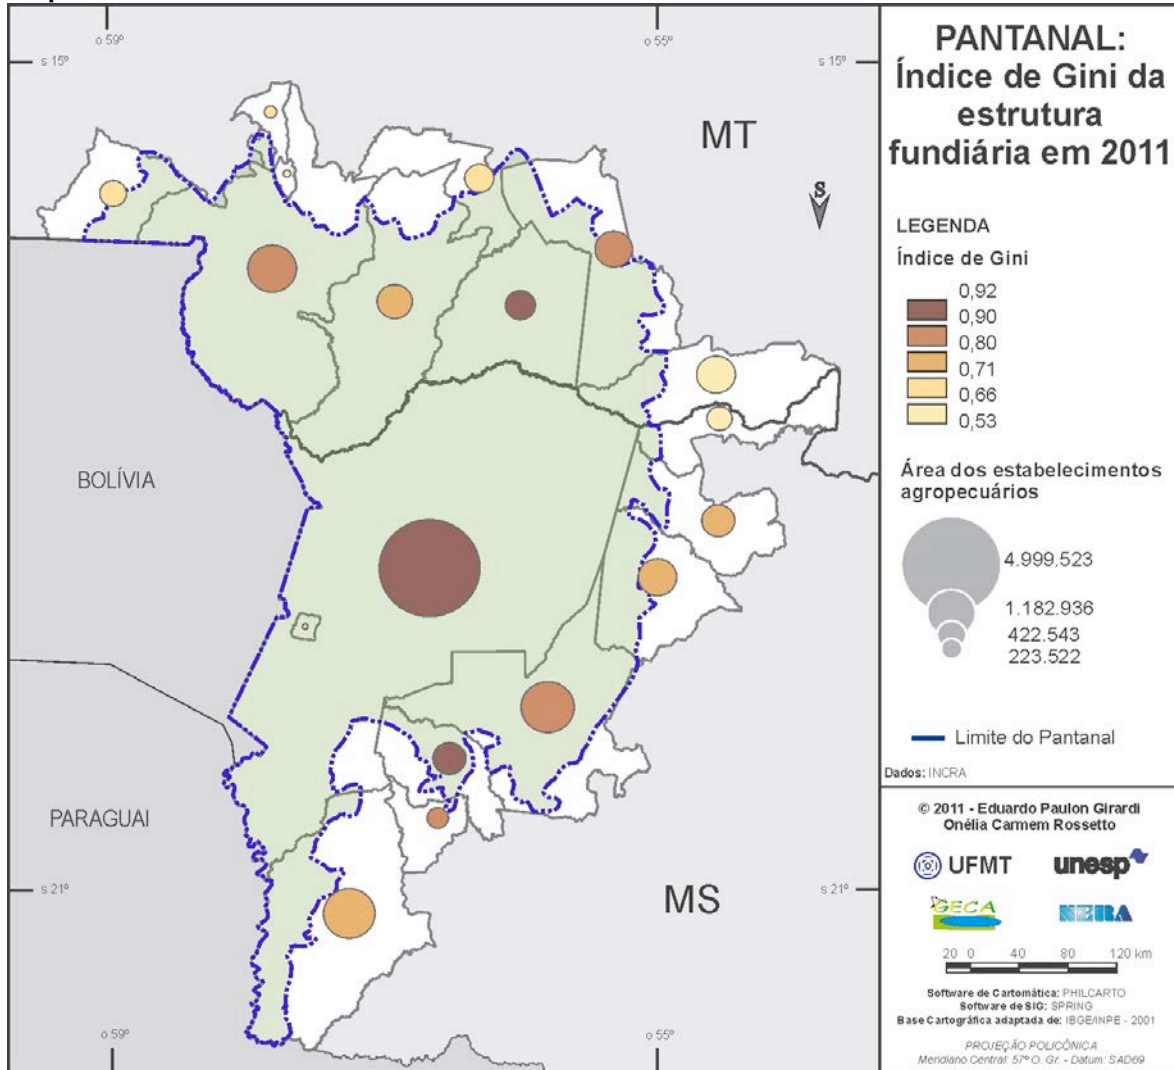 o 59º
o 55º
s 15º
s 15º
MT
S
BOLÍVIA
PARAGUAI
s 21º
s 21º
MS
o 59º
o 55º
PANTANAL:
Índice de Gini da
estrutura
fundiária em 2011
LEGENDA
Índice de Gini
0,92
0,90
0,80
0,71
0,66
0,53
Área dos estabelecimentos
agropecuários
4.999.523
1.182.936
422.543
223.522
Limite do Pantanal
Dados: INCRA
© 2011 - Eduardo Paulon Girardi
Onélia Carmem Rossetto
UFMT
unesp
GECA
NERA
20 0 40 80 120 km
Software de Cartomática: PHILCARTO
Software de SIG: SPRING
Base Cartográfica adaptada de: IBGE/INPE - 2001
PROJEÇÃO POLICÔNICA
Meridiano Central: 57º O. Gr. - Datum: SAD69